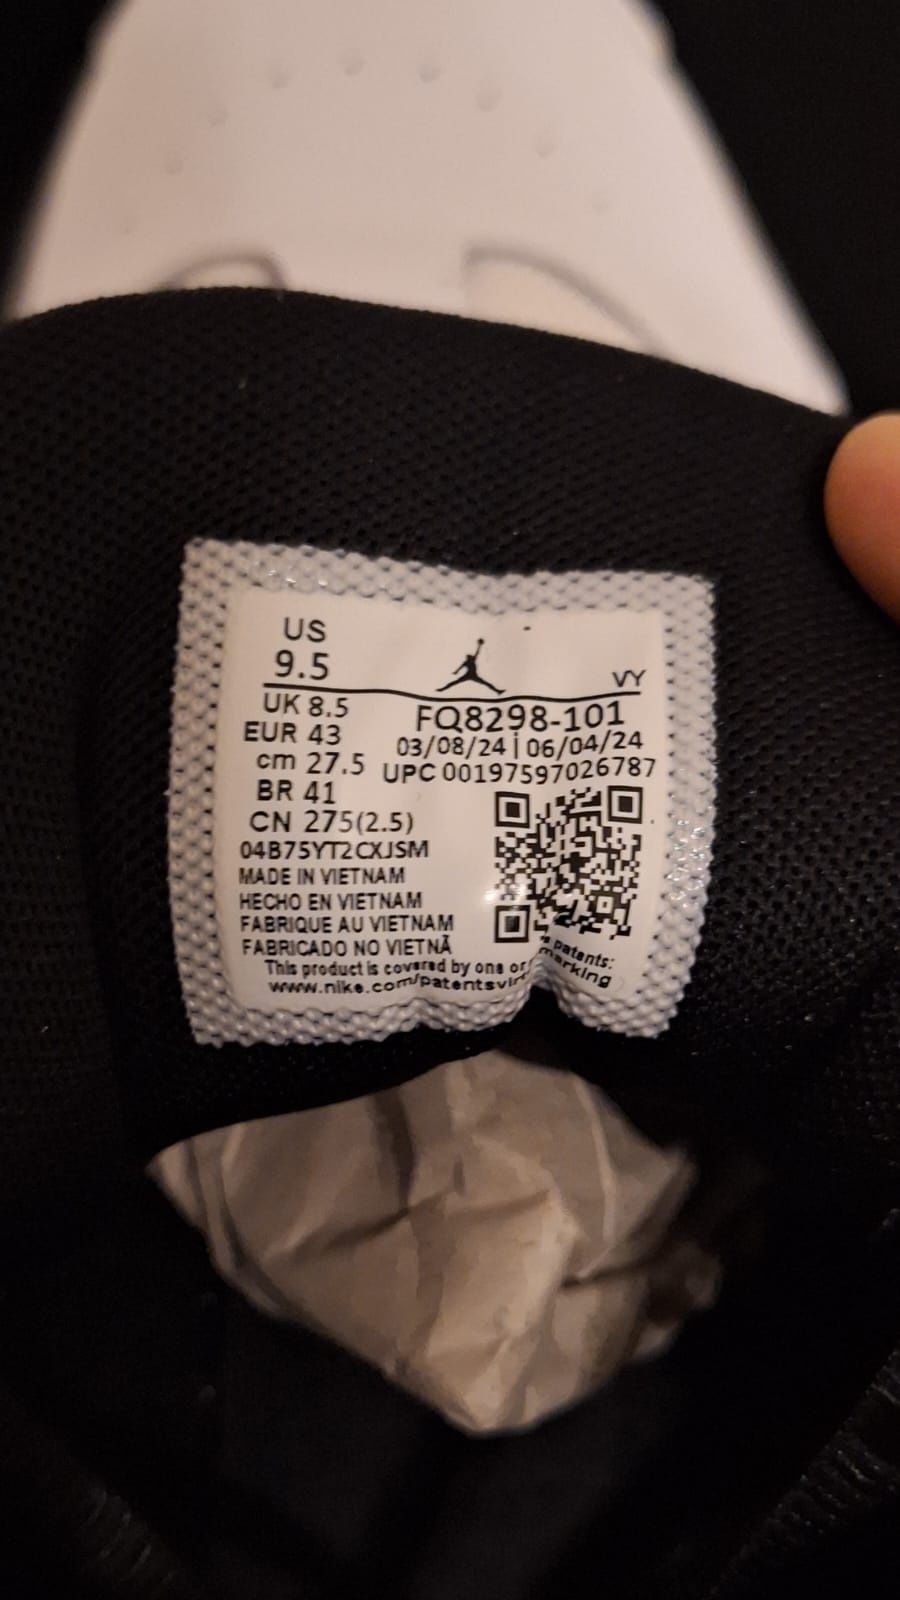 US
9.5
VY
UK 8.5
FQ8298-101
EUR 43
03/08/24 | 06/04/24
cm 27.5
UPC 00197597026787
BR 41
CN 275(2.5)
04B75YT2CXJSM
MADE IN VIETNAM
HECHO EN VIETNAM
FABRIQUE AU VIETNAM
FABRICADO NO VIETNÃ
This product is covered by one or patents:
www.nike.com/patentsvi marking